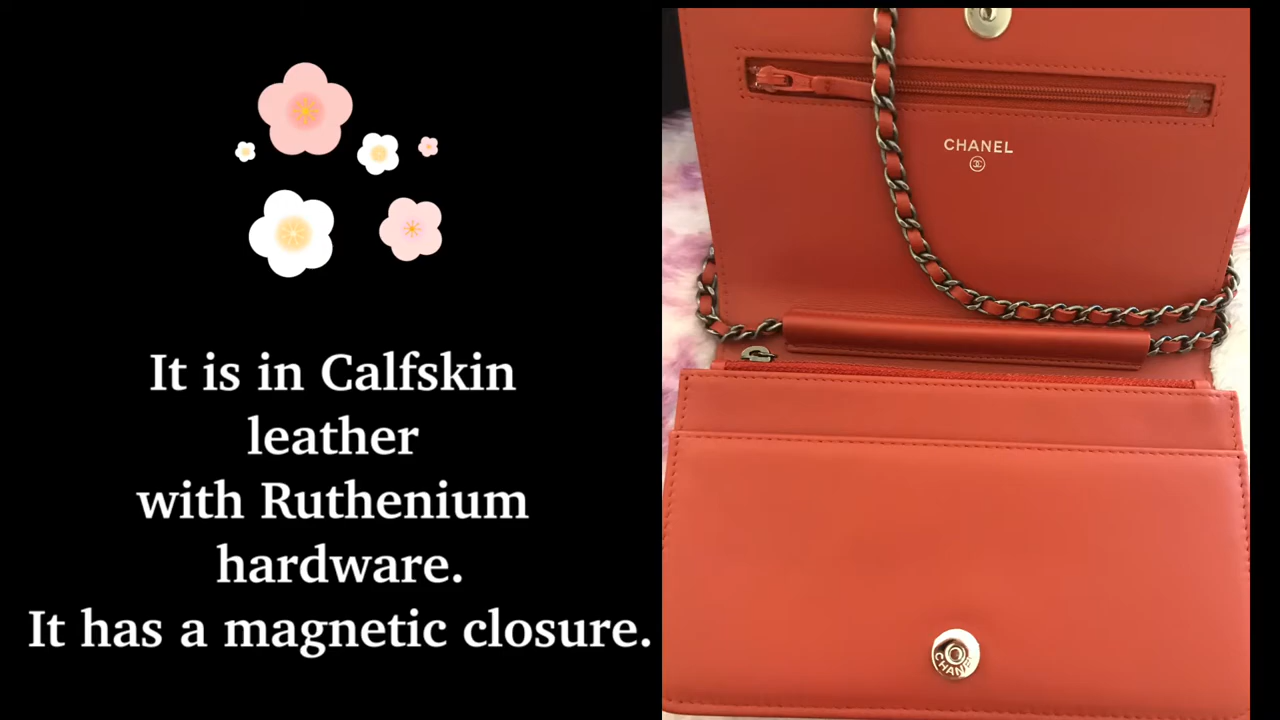 It is in Calfskin
leather
with Ruthenium
hardware.
It has a magnetic closure.
CHANEL
CHANEL